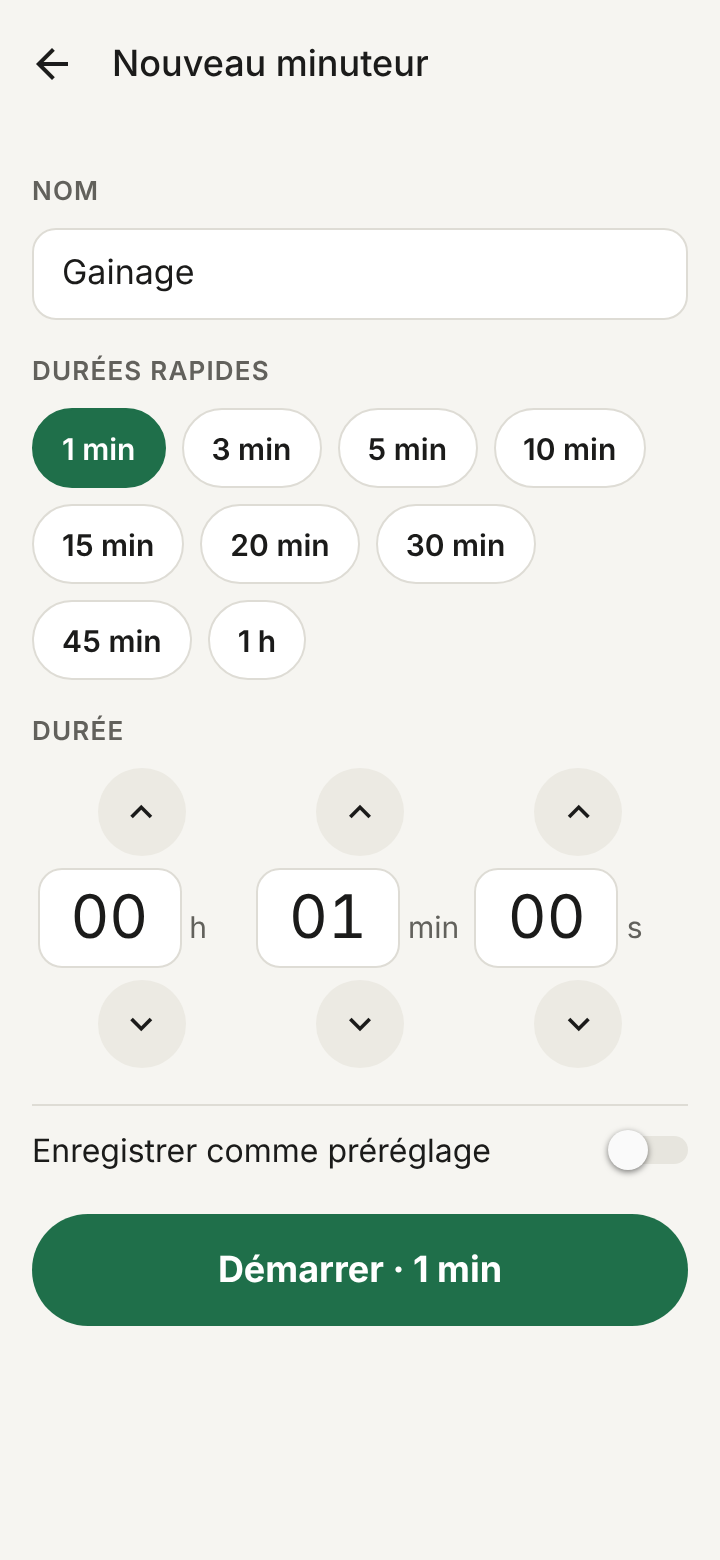 Nouveau minuteur
NOM
Gainage
DURÉES RAPIDES
1 min 3 min 5 min 10 min
15 min 20 min 30 min
45 min 1 h
DURÉE
00 h 01 min 00 s
Enregistrer comme préréglage
Démarrer · 1 min